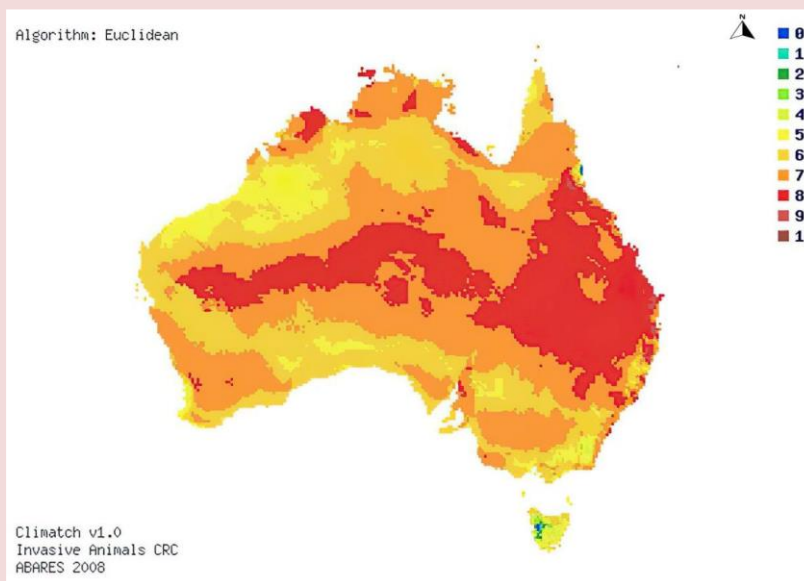 Algorithm: Euclidean
N
0
1
2
3
4
5
6
7
8
9
1
Climatch v1.0
Invasive Animals CRC
ABARES 2008